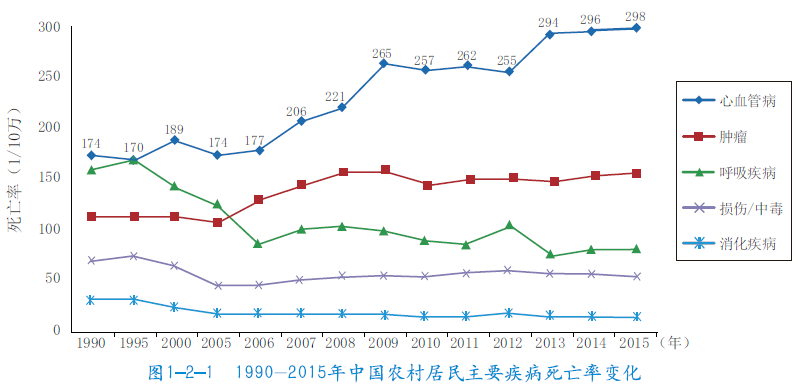 300
250
200
150
100
50
0
死亡率（1/10万）
174 170 189 174 177 206 221 265 257 262 255 294 296 298
1990 1995 2000 2005 2006 2007 2008 2009 2010 2011 2012 2013 2014 2015（年）
心血管病
肿瘤
呼吸疾病
损伤/中毒
消化疾病
图1-2-1 1990—2015年中国农村居民主要疾病死亡率变化